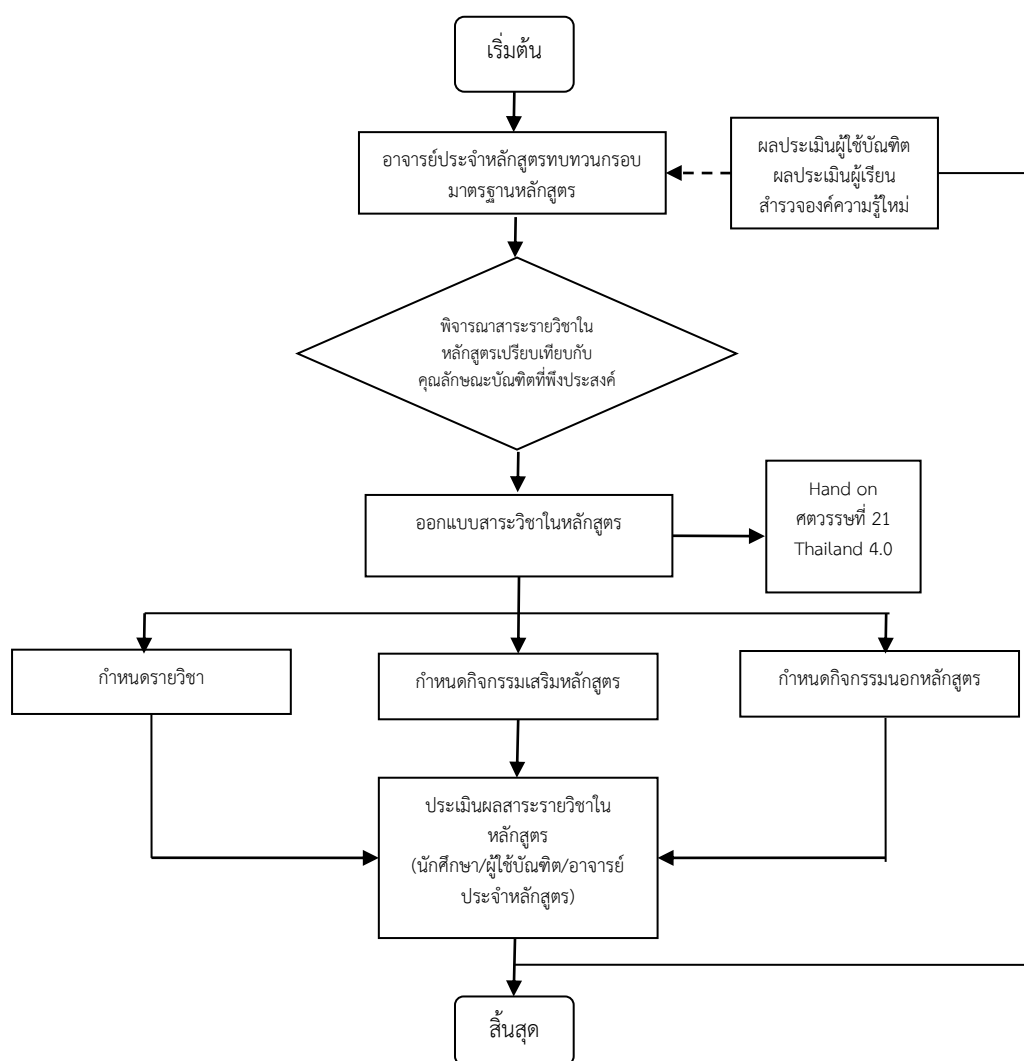 เริ่มต้น
อาจารย์ประจำหลักสูตรทบทวนกรอบ
มาตรฐานหลักสูตร
ผลประเมินผู้ใช้บัณฑิต
ผลประเมินผู้เรียน
สำรวจองค์ความรู้ใหม่
พิจารณาสาระรายวิชาใน
หลักสูตรเปรียบเทียบกับ
คุณลักษณะบัณฑิตที่พึงประสงค์
ออกแบบสาระวิชาในหลักสูตร
Hand on
ศตวรรษที่ 21
Thailand 4.0
กำหนดรายวิชา
กำหนดกิจกรรมเสริมหลักสูตร
กำหนดกิจกรรมนอกหลักสูตร
ประเมินผลสาระรายวิชาใน
หลักสูตร
(นักศึกษา/ผู้ใช้บัณฑิต/อาจารย์
ประจำหลักสูตร)
สิ้นสุด